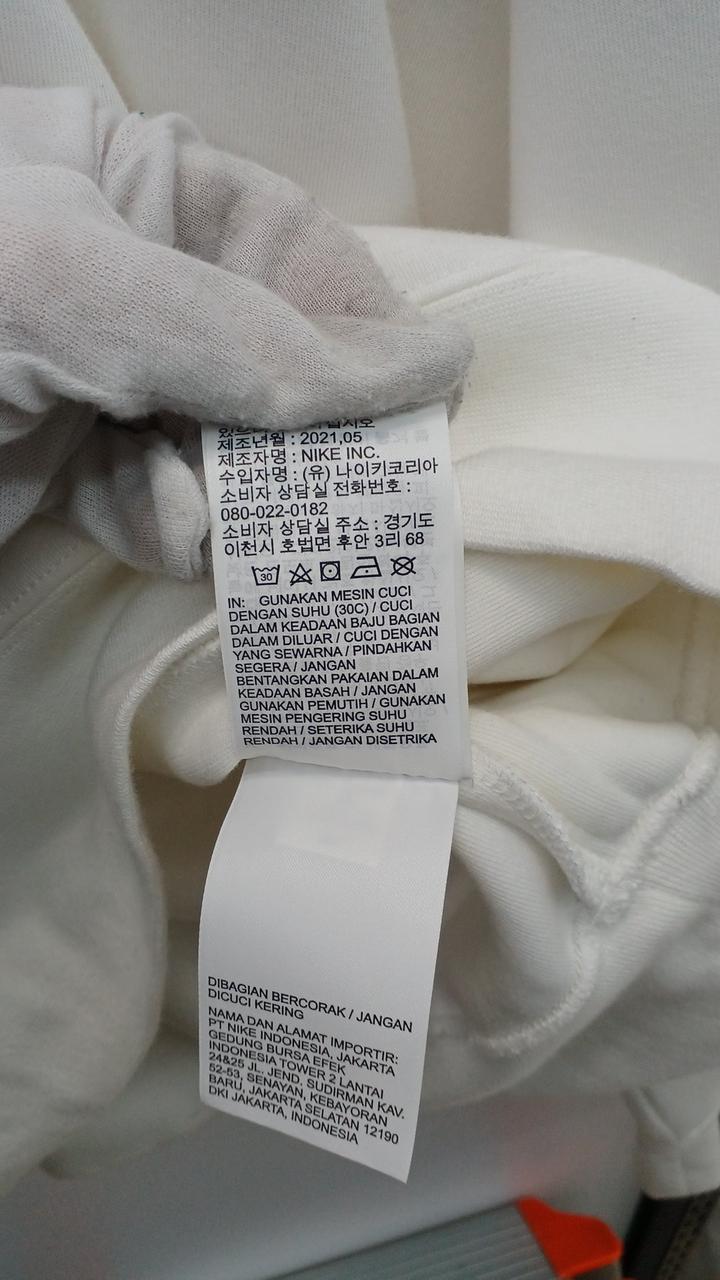 제조년월 : 2021,05
제조자명 : NIKE INC.
수입자명 : (유) 나이키코리아
소비자 상담실 전화번호 :
080-022-0182
소비자 상담실 주소 : 경기도
이천시 호법면 후안 3리 68
30
IN: GUNAKAN MESIN CUCI
DENGAN SUHU (30C) / CUCI
DALAM KEADAAN BAJU BAGIAN
DALAM DILUAR / CUCI DENGAN
YANG SEWARNA / PINDAHKAN
SEGERA / JANGAN
BENTANGKAN PAKAIAN DALAM
KEADAAN BASAH / JANGAN
GUNAKAN PEMUTIH / GUNAKAN
MESIN PENGERING SUHU
RENDAH / SETERIKA SUHU
RENDAH / JANGAN DISETRIKA
DIBAGIAN BERCORAK / JANGAN
DICUCI KERING
NAMA DAN ALAMAT IMPORTIR:
PT NIKE INDONESIA, JAKARTA
GEDUNG BURSA EFEK
INDONESIA TOWER 2 LANTAI
24&25 JL. JEND. SUDIRMAN KAV.
52-53, SENAYAN, KEBAYORAN
BARU, JAKARTA SELATAN 12190
DKI JAKARTA, INDONESIA